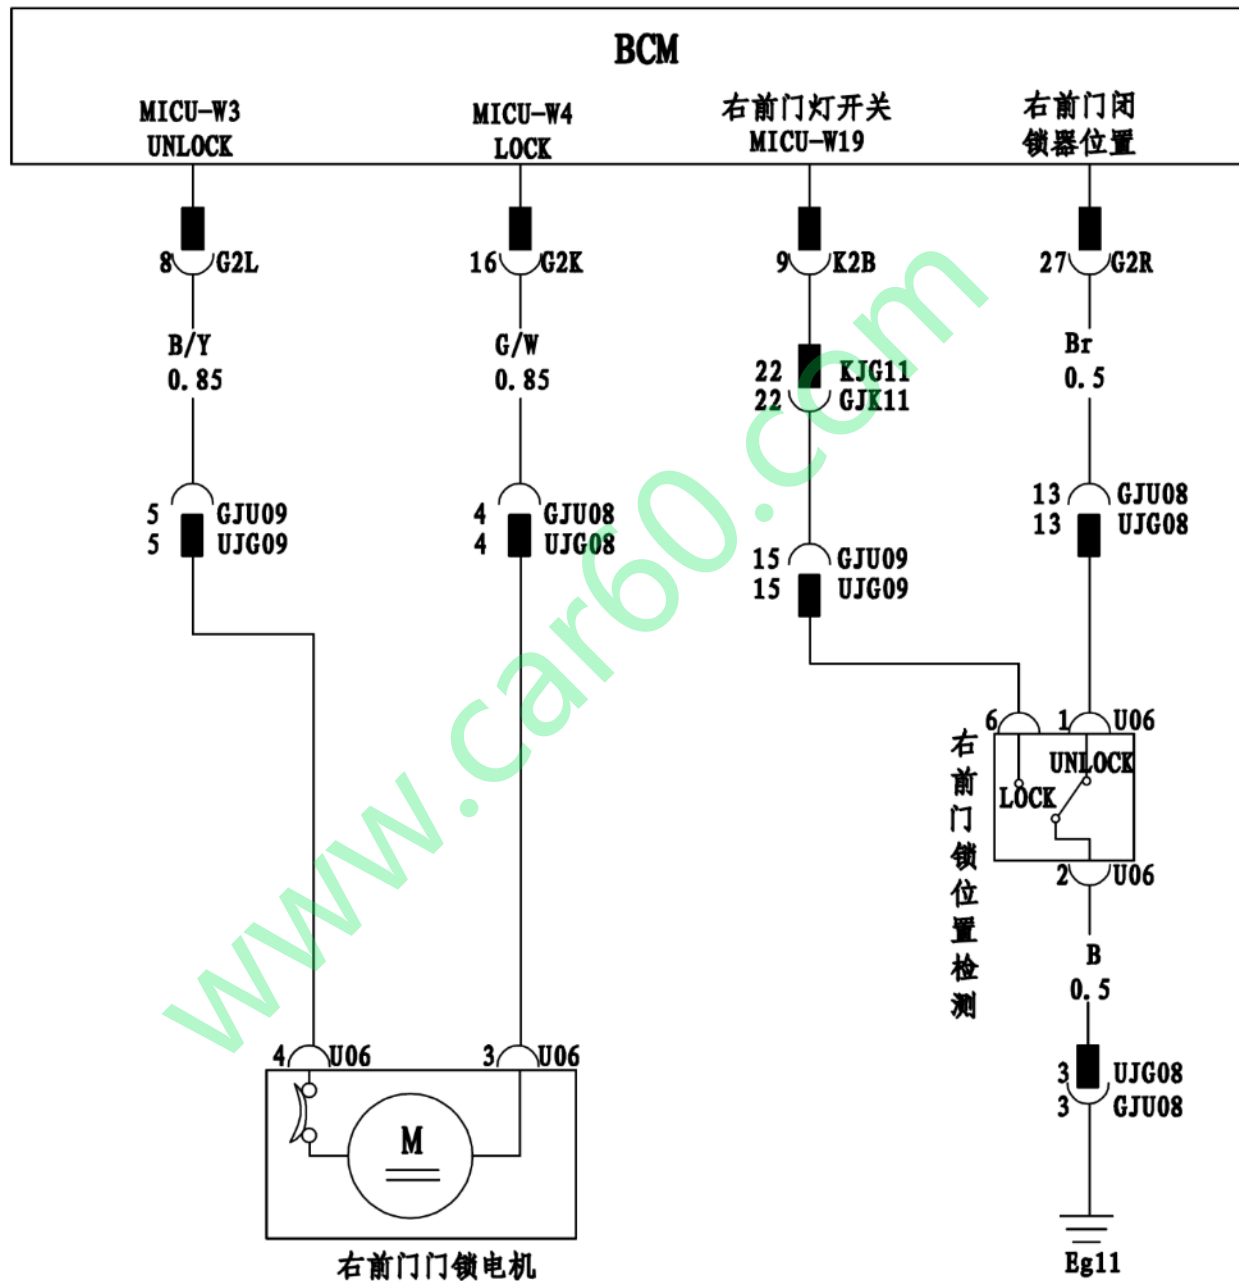 BCM
MICU-W3
UNLOCK
MICU-W4
LOCK
右前门灯开关
MICU-W19
右前门闭
锁器位置
8 G2L
16 G2K
9 K2B
27 G2R
B/Y
0.85
G/W
0.85
22 KJG11
22 GJK11
Br
0.5
5 GJU09
5 UJG09
4 GJU08
4 UJG08
15 GJU09
15 UJG09
13 GJU08
13 UJG08
6
1 U06
UNLOCK
LOCK
右前门锁位置检测
2 U06
B
0.5
4 U06
3 U06
M
右前门门锁电机
3 UJG08
3 GJU08
Eg11
www.car60.com